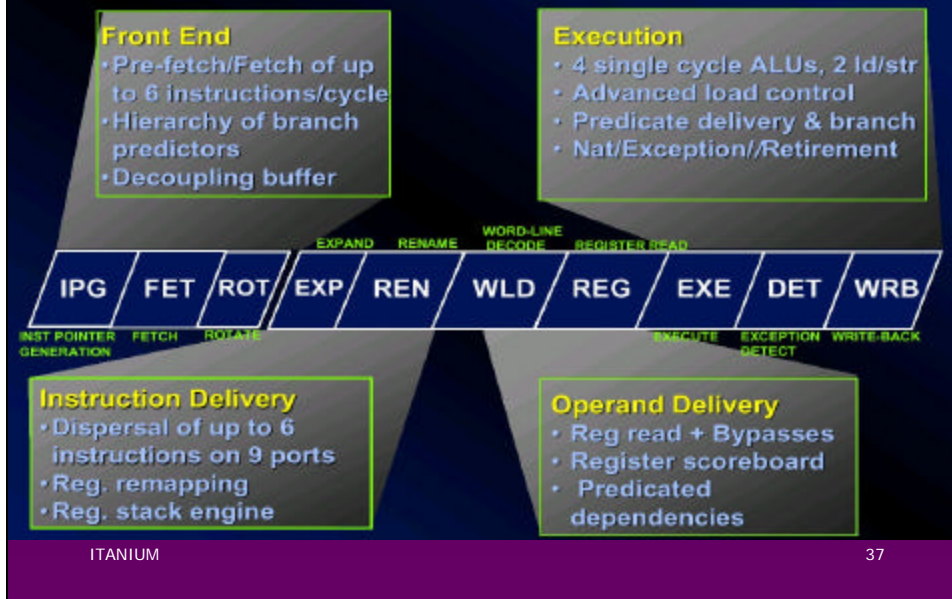 Front End
•Pre-fetch/Fetch of up
to 6 instructions/cycle
•Hierarchy of branch
predictors
•Decoupling buffer
Execution
• 4 single cycle ALUs, 2 ld/str
• Advanced load control
• Predicate delivery & branch
• Nat/Exception//Retirement
EXPAND
RENAME
WORD-LINE
DECODE
REGISTER READ
IPG
FET
ROT
EXP
REN
WLD
REG
EXE
DET
WRB
INST POINTER
GENERATION
FETCH
ROTATE
EXECUTE
EXCEPTION
DETECT
WRITE-BACK
Instruction Delivery
•Dispersal of up to 6
instructions on 9 ports
•Reg. remapping
•Reg. stack engine
Operand Delivery
• Reg read + Bypasses
• Register scoreboard
• Predicated
dependencies
ITANIUM
37